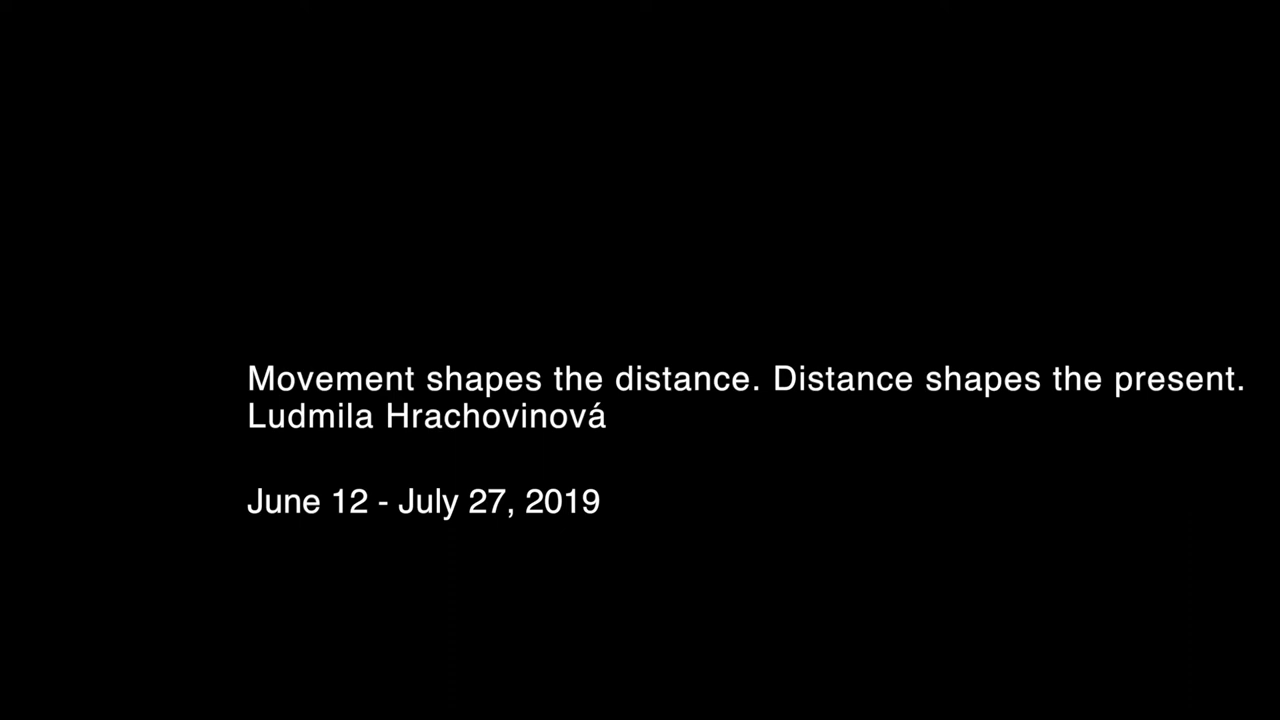 Movement shapes the distance. Distance shapes the present.
Ludmila Hrachovinová
June 12 - July 27, 2019